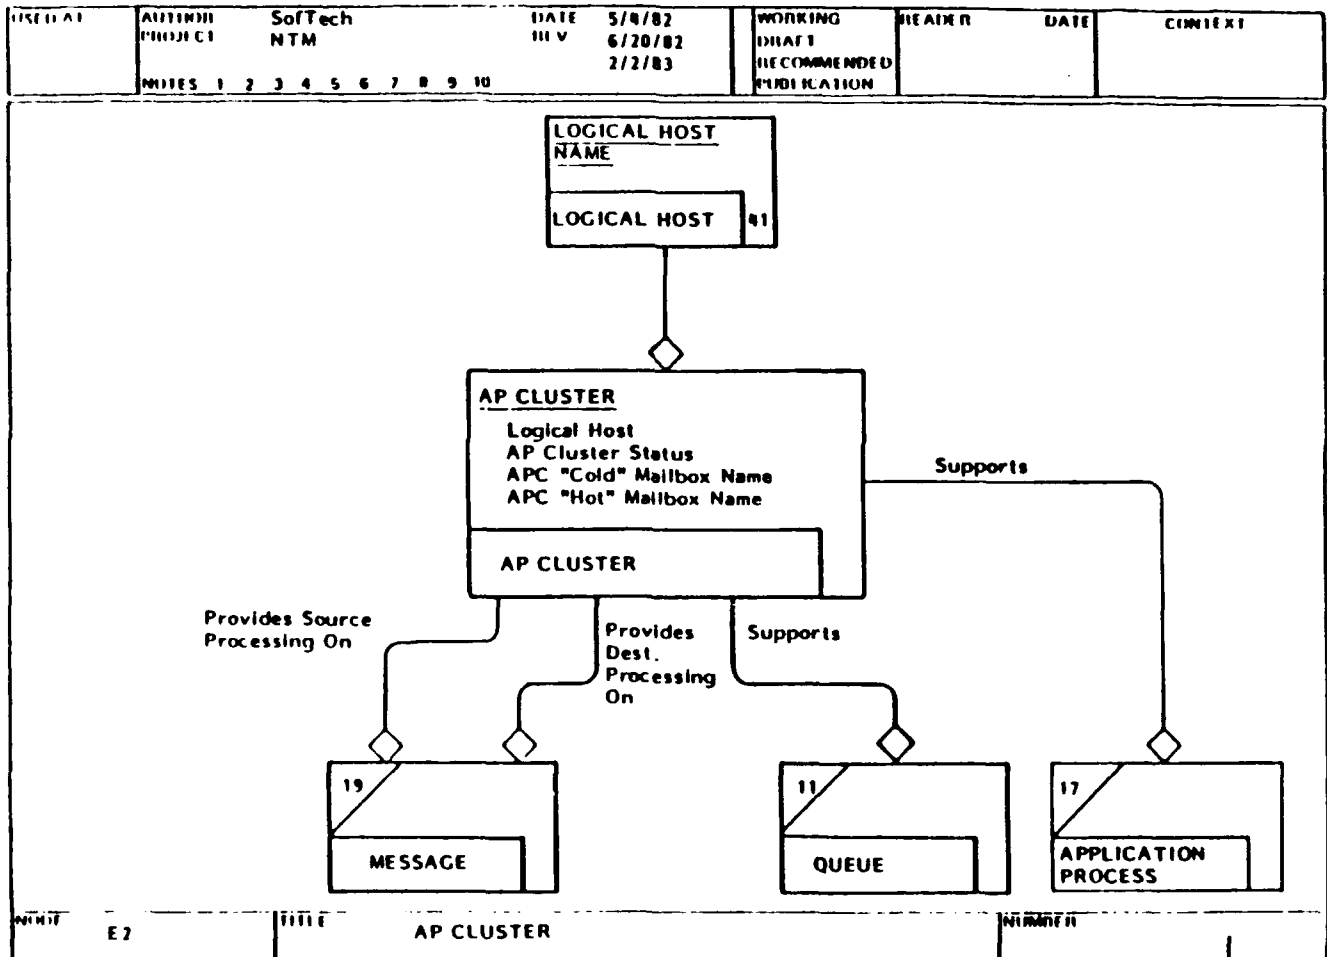 USED AT
AUTHOR SofTech
PROJECT NTM
DATE 5/4/82
REV 6/20/82
2/2/83
NOTES 1 2 3 4 5 6 7 8 9 10
WORKING
DRAFT
RECOMMENDED
PUBLICATION
READER DATE
CONTEXT
LOGICAL HOST
NAME
LOGICAL HOST 41
AP CLUSTER
Logical Host
AP Cluster Status
APC "Cold" Mailbox Name
APC "Hot" Mailbox Name
AP CLUSTER
Supports
Provides Source
Processing On
Provides
Dest.
Processing
On
Supports
19
MESSAGE
11
QUEUE
17
APPLICATION
PROCESS
NODE E2
TITLE AP CLUSTER
NUMBER